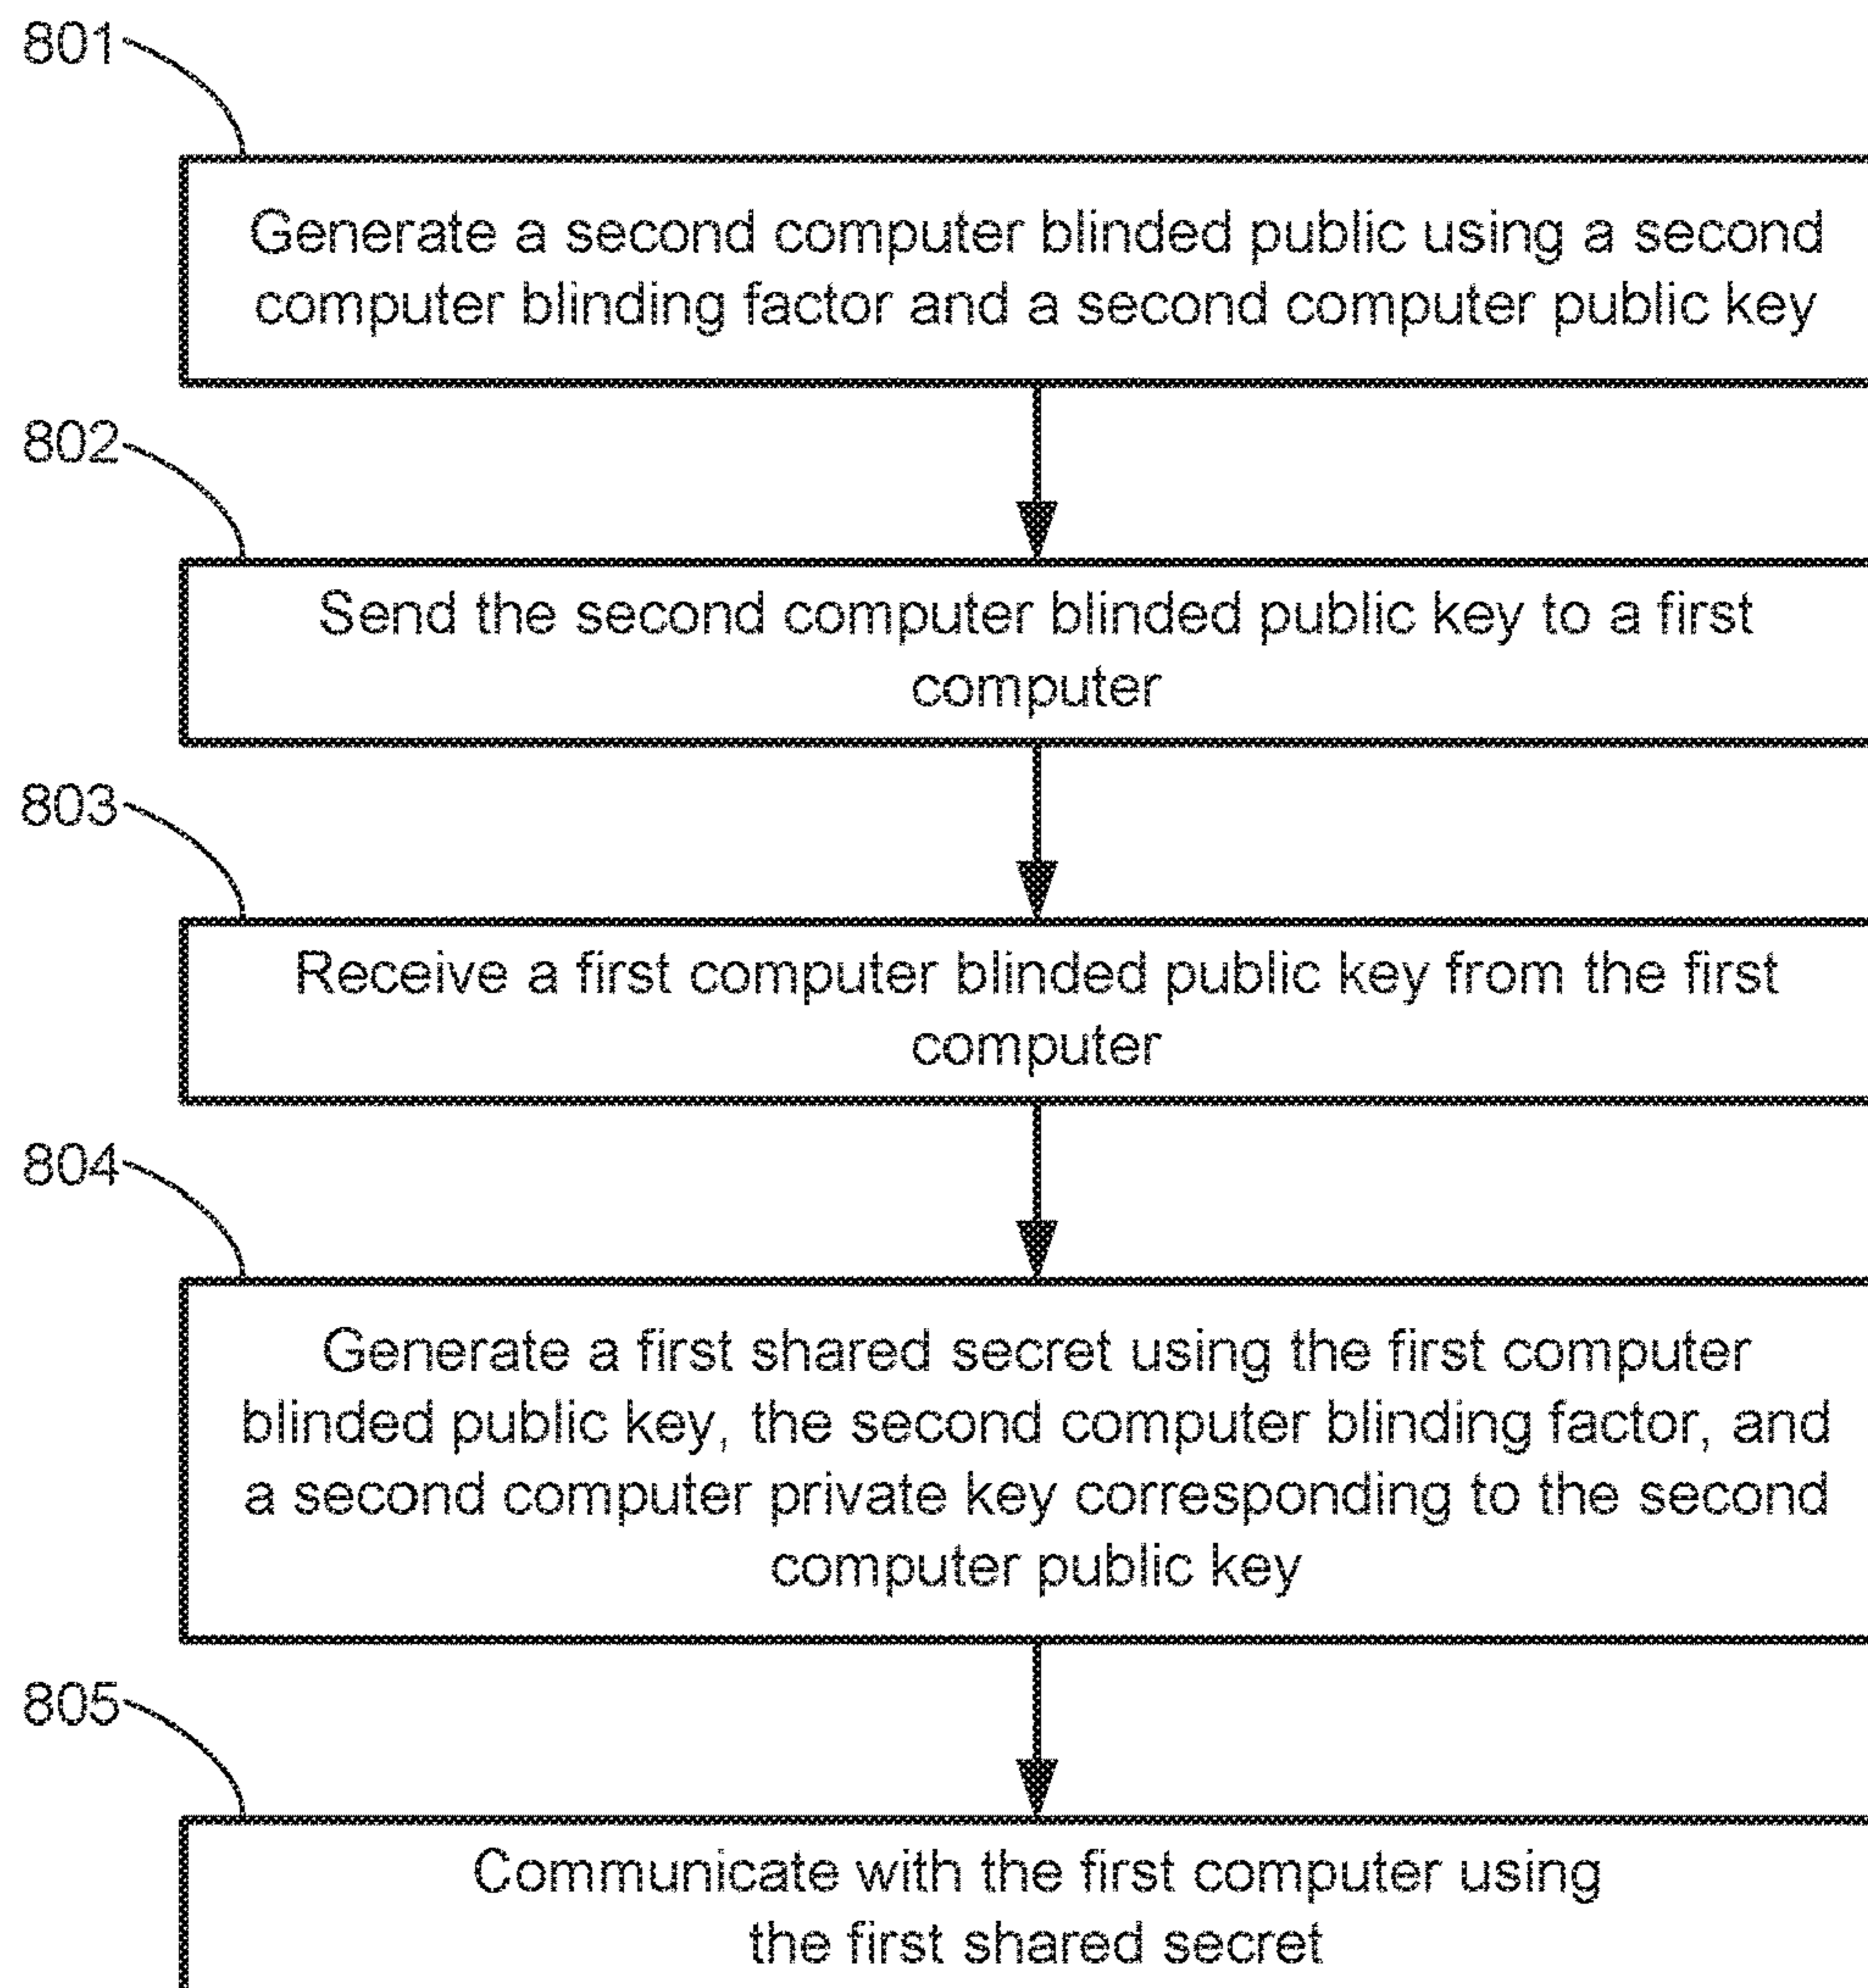 801
Generate a second computer blinded public using a second
computer blinding factor and a second computer public key
802
Send the second computer blinded public key to a first
computer
803
Receive a first computer blinded public key from the first
computer
804
Generate a first shared secret using the first computer
blinded public key, the second computer blinding factor, and
a second computer private key corresponding to the second
computer public key
805
Communicate with the first computer using
the first shared secret